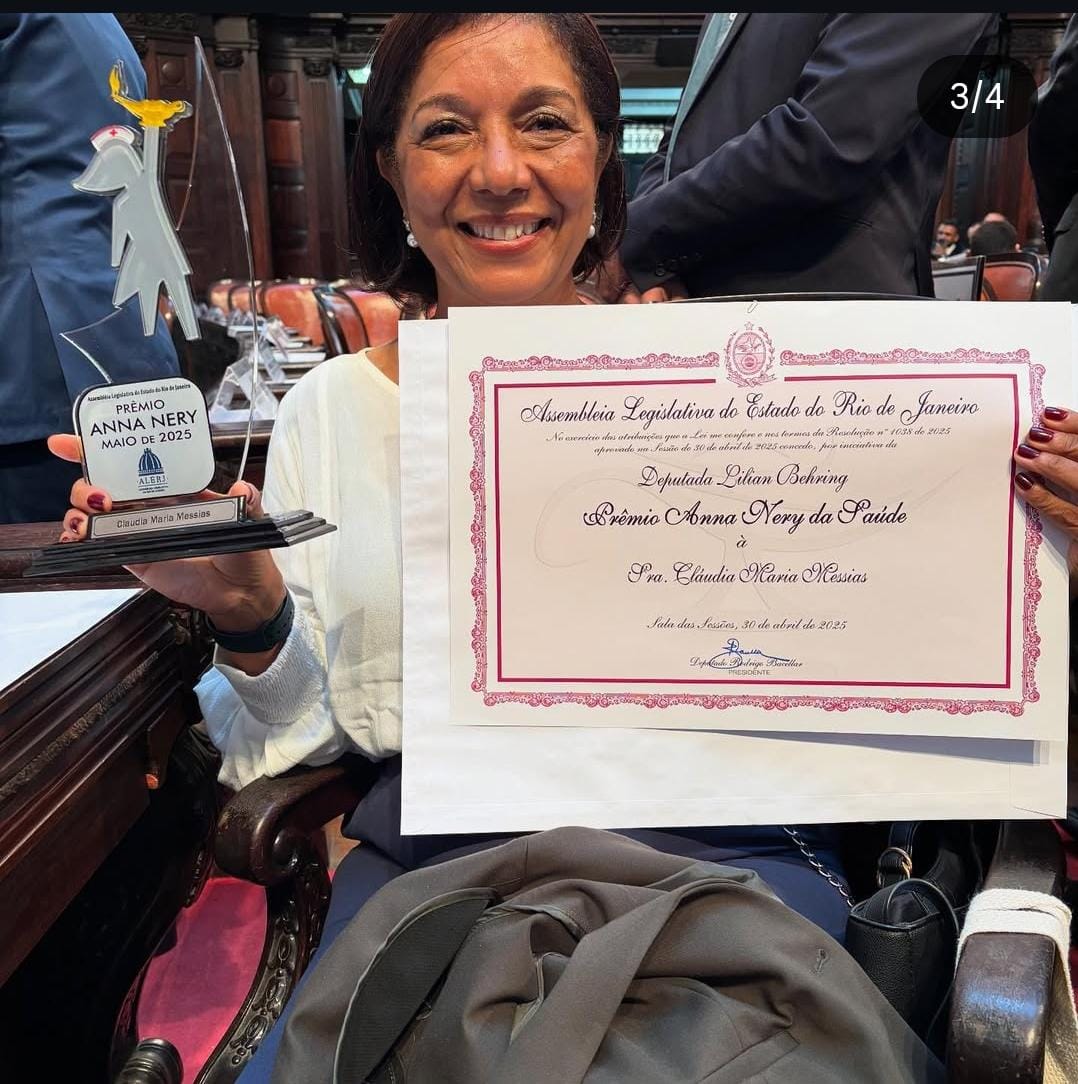 3/4
Assembléia Legislativa do Estado do Rio de Janeiro
PRÊMIO
ANNA NERY
MAIO DE 2025
ALERJ
Claudia Maria Messias
Assembléia Legislativa do Estado do Rio de Janeiro
No exercício das atribuições que a Lei me confere e nos termos da Resolução nº 1038 de 2025
aprovado na Sessão de 30 de abril de 2025 concedo, por iniciativa da
Deputada Lilian Behring
Prêmio Anna Nery da Saúde
à
Sra. Cláudia Maria Messias
Sala das Sessões, 30 de abril de 2025
Deputado Rodrigo Bacellar
PRESIDENTE